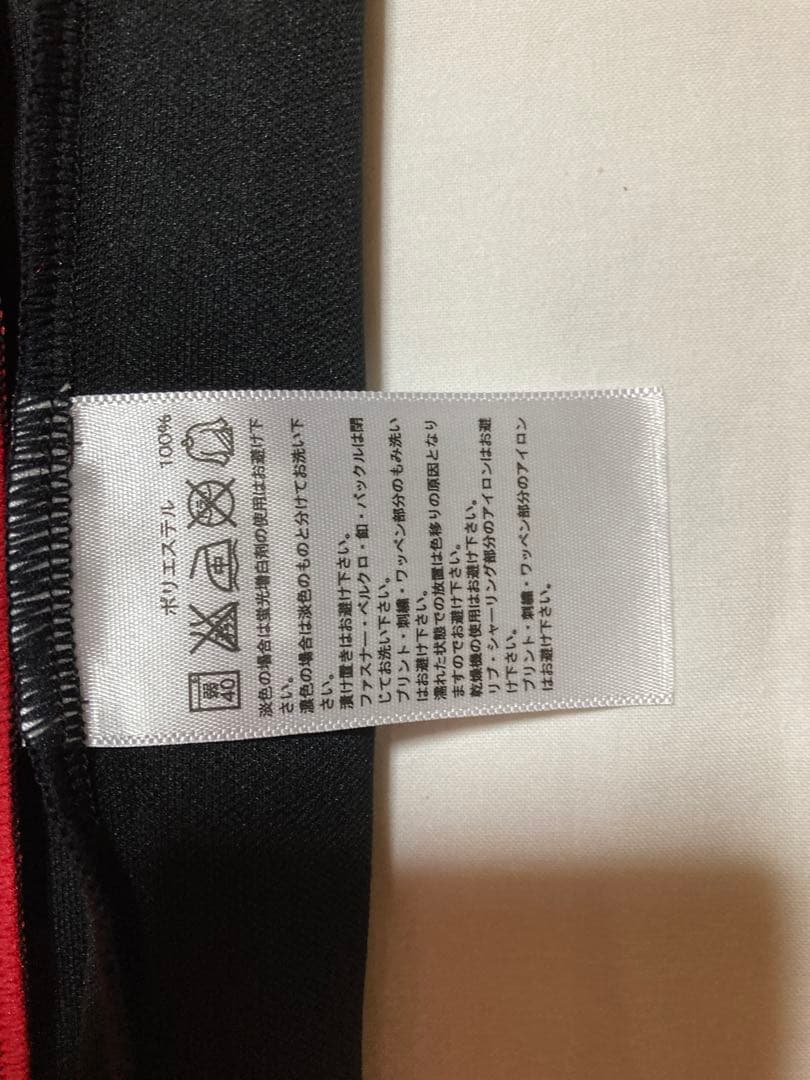 ポリエステル 100%
弱
40
中
淡色の場合は蛍光増白剤の使用はお避け下
さい。
濃色の場合は淡色のものと分けてお洗い下
さい。
漬け置きはお避け下さい。
ファスナー・ベルクロ・釦・バックルは閉
じてお洗い下さい。
プリント・刺繍・ワッペン部分のもみ洗い
はお避け下さい。
濡れた状態での放置は色移りの原因となり
ますのでお避け下さい。
乾燥機の使用はお避け下さい。
リブ・シャーリング部分のアイロンはお避
け下さい。
プリント・刺繍・ワッペン部分のアイロン
はお避け下さい。